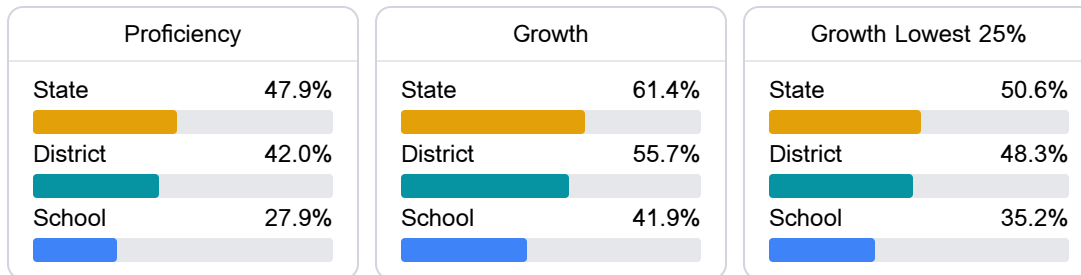 Proficiency
State 47.9%
District 42.0%
School 27.9%
Growth
State 61.4%
District 55.7%
School 41.9%
Growth Lowest 25%
State 50.6%
District 48.3%
School 35.2%